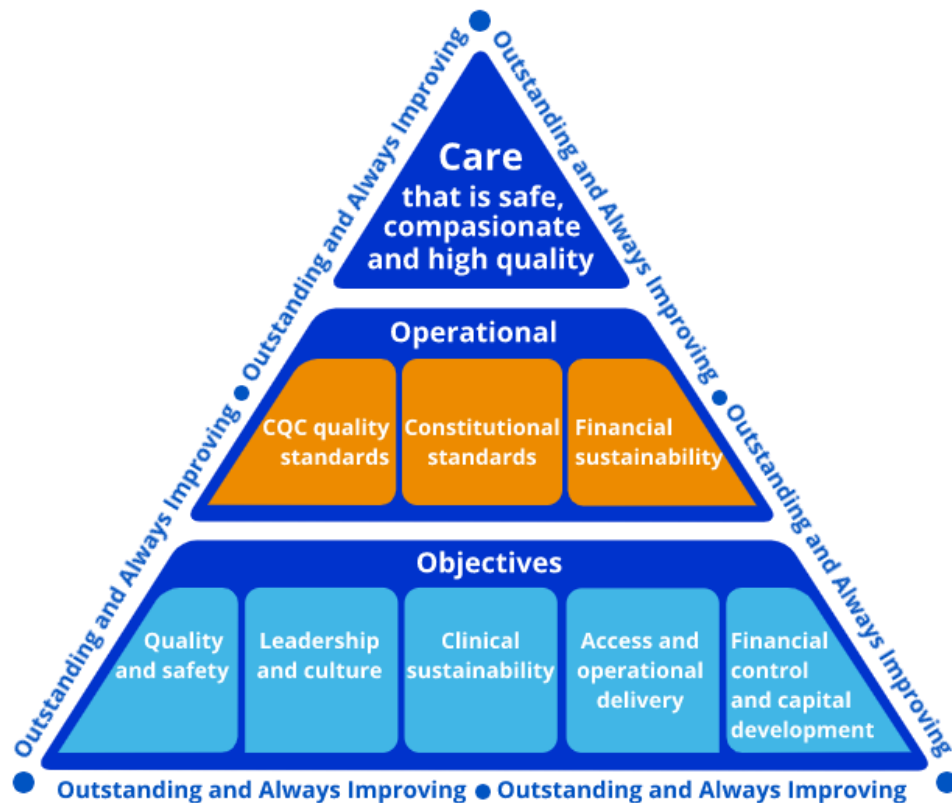 Outstanding and Always Improving
Outstanding and Always Improving
Care
that is safe,
compasionate
and high quality
Outstanding and Always Improving
Outstanding and Always Improving
Operational
CQC quality
standards
Constitutional
standards
Financial
sustainability
Objectives
Quality
and safety
Leadership
and culture
Clinical
sustainability
Access and
operational
delivery
Financial
control
and capital
development
Outstanding and Always Improving ● Outstanding and Always Improving